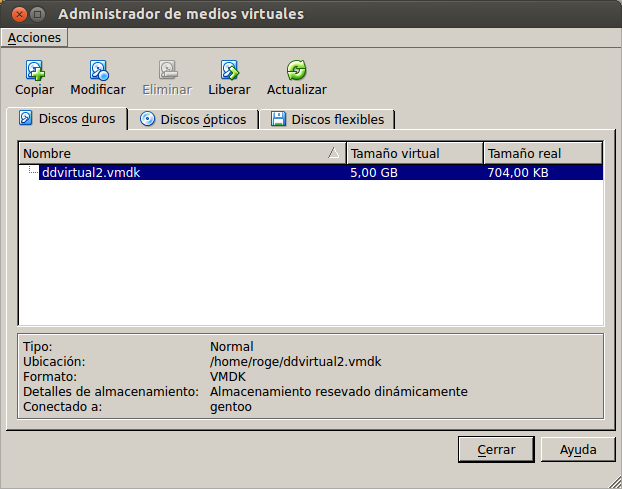 Administrador de medios virtuales
Acciones
Copiar Modificar Eliminar Liberar Actualizar
Discos duros Discos ópticos Discos flexibles
Nombre Tamaño virtual Tamaño real
ddvirtual2.vmdk 5,00 GB 704,00 KB
Tipo: Normal
Ubicación: /home/roge/ddvirtual2.vmdk
Formato: VMDK
Detalles de almacenamiento: Almacenamiento resevado dinámicamente
Conectado a: gentoo
Cerrar Ayuda